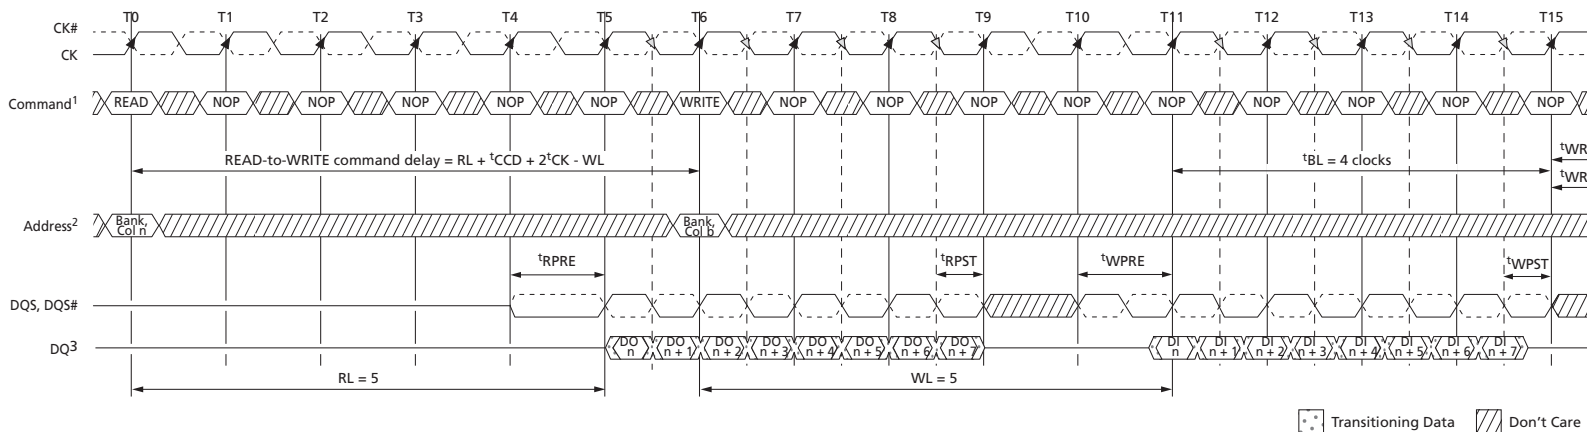 T0 T1 T2 T3 T4 T5 T6 T7 T8 T9 T10 T11 T12 T13 T14 T15
CK#
CK
Command1 READ NOP NOP NOP NOP NOP WRITE NOP NOP NOP NOP NOP NOP NOP NOP NOP
READ-to-WRITE command delay = RL + tCCD + 2tCK - WL
tBL = 4 clocks
tWR
tWR
Address2
Bank,
Col n
Bank,
Col b
tRPRE tRPST tWPRE tWPST
DQS, DQS#
DQ3
DO n DO n + 1 DO n + 2 DO n + 3 DO n + 4 DO n + 5 DO n + 6 DO n + 7 DI n DI n + 1 DI n + 2 DI n + 3 DI n + 4 DI n + 5 DI n + 6 DI n + 7
RL = 5 WL = 5
Transitioning Data Don't Care